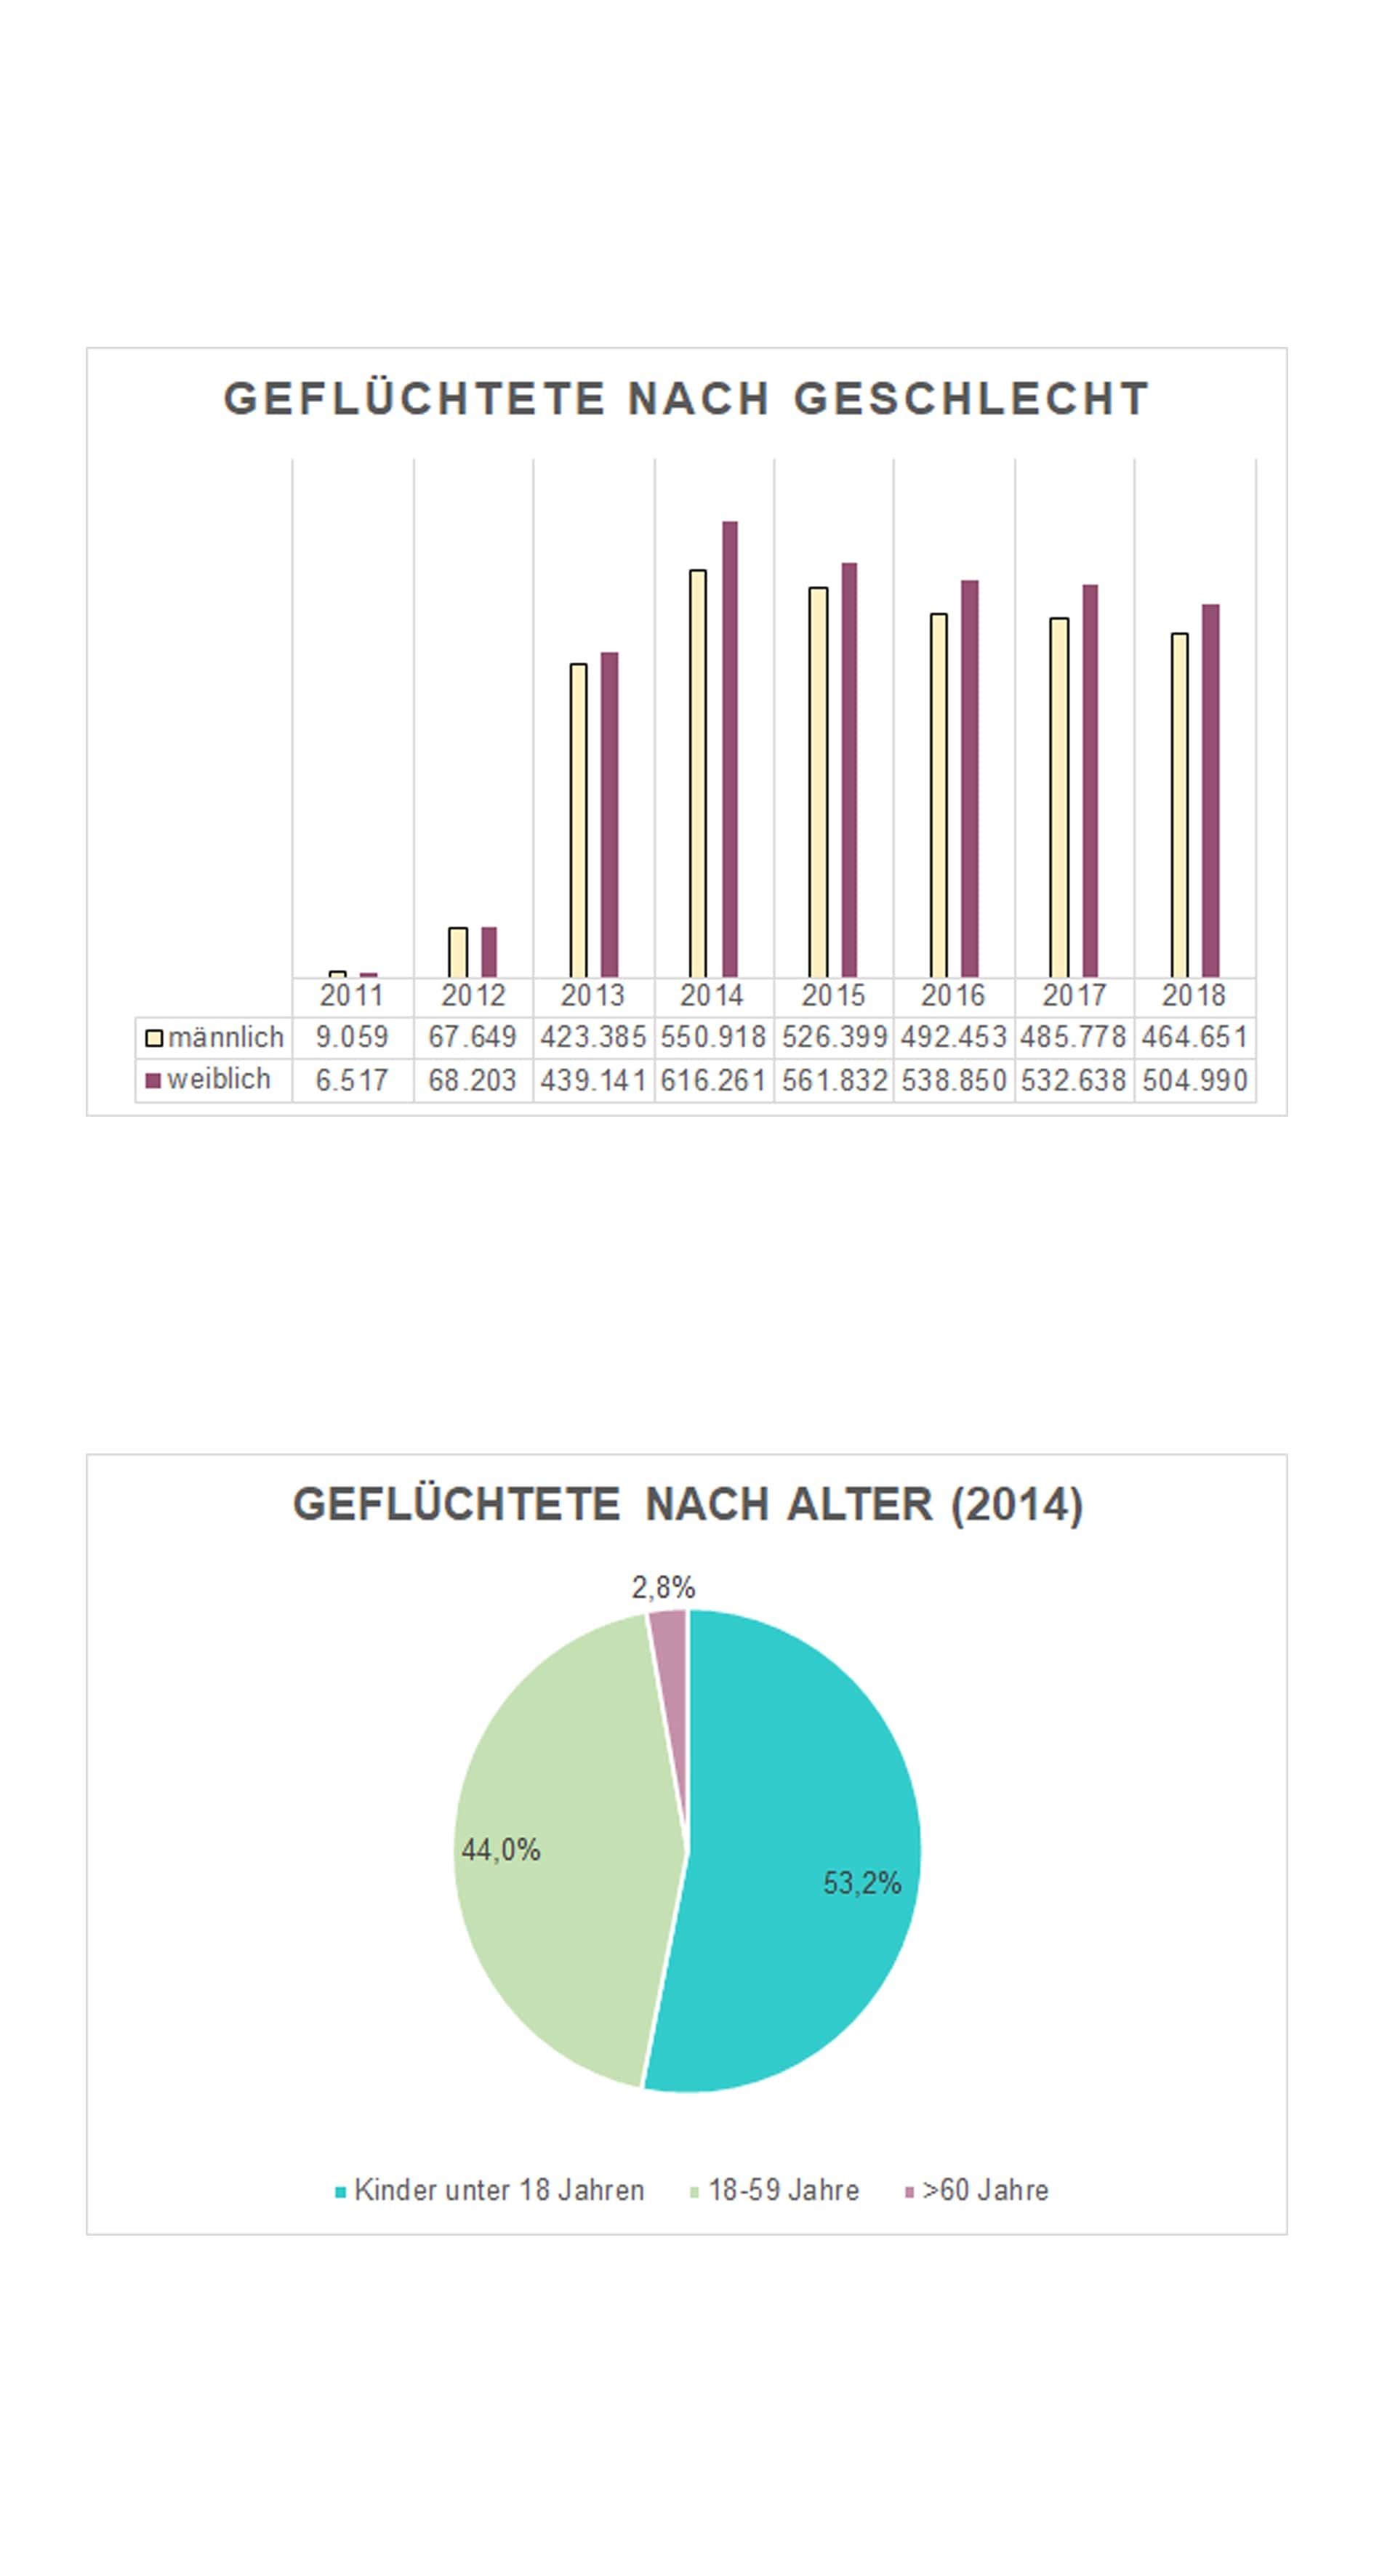 GEFLÜCHTETE NACH GESCHLECHT
2011 2012 2013 2014 2015 2016 2017 2018
männlich 9.059 67.649 423.385 550.918 526.399 492.453 485.778 464.651
weiblich 6.517 68.203 439.141 616.261 561.832 538.850 532.638 504.990
GEFLÜCHTETE NACH ALTER (2014)
2,8%
44,0%
53,2%
Kinder unter 18 Jahren 18-59 Jahre >60 Jahre